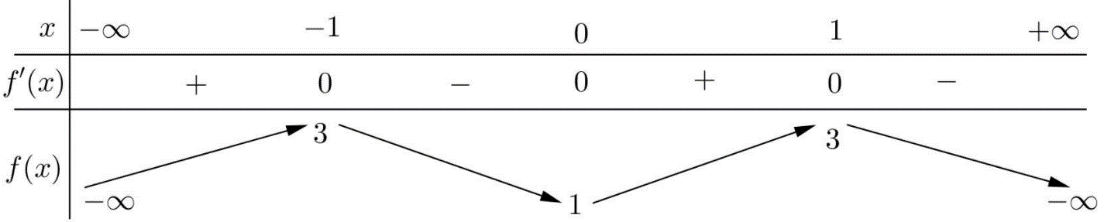 x −∞ −1 0 1 +∞
f′(x) + 0 − 0 + 0 −
3 3
f(x)
−∞ 1 −∞